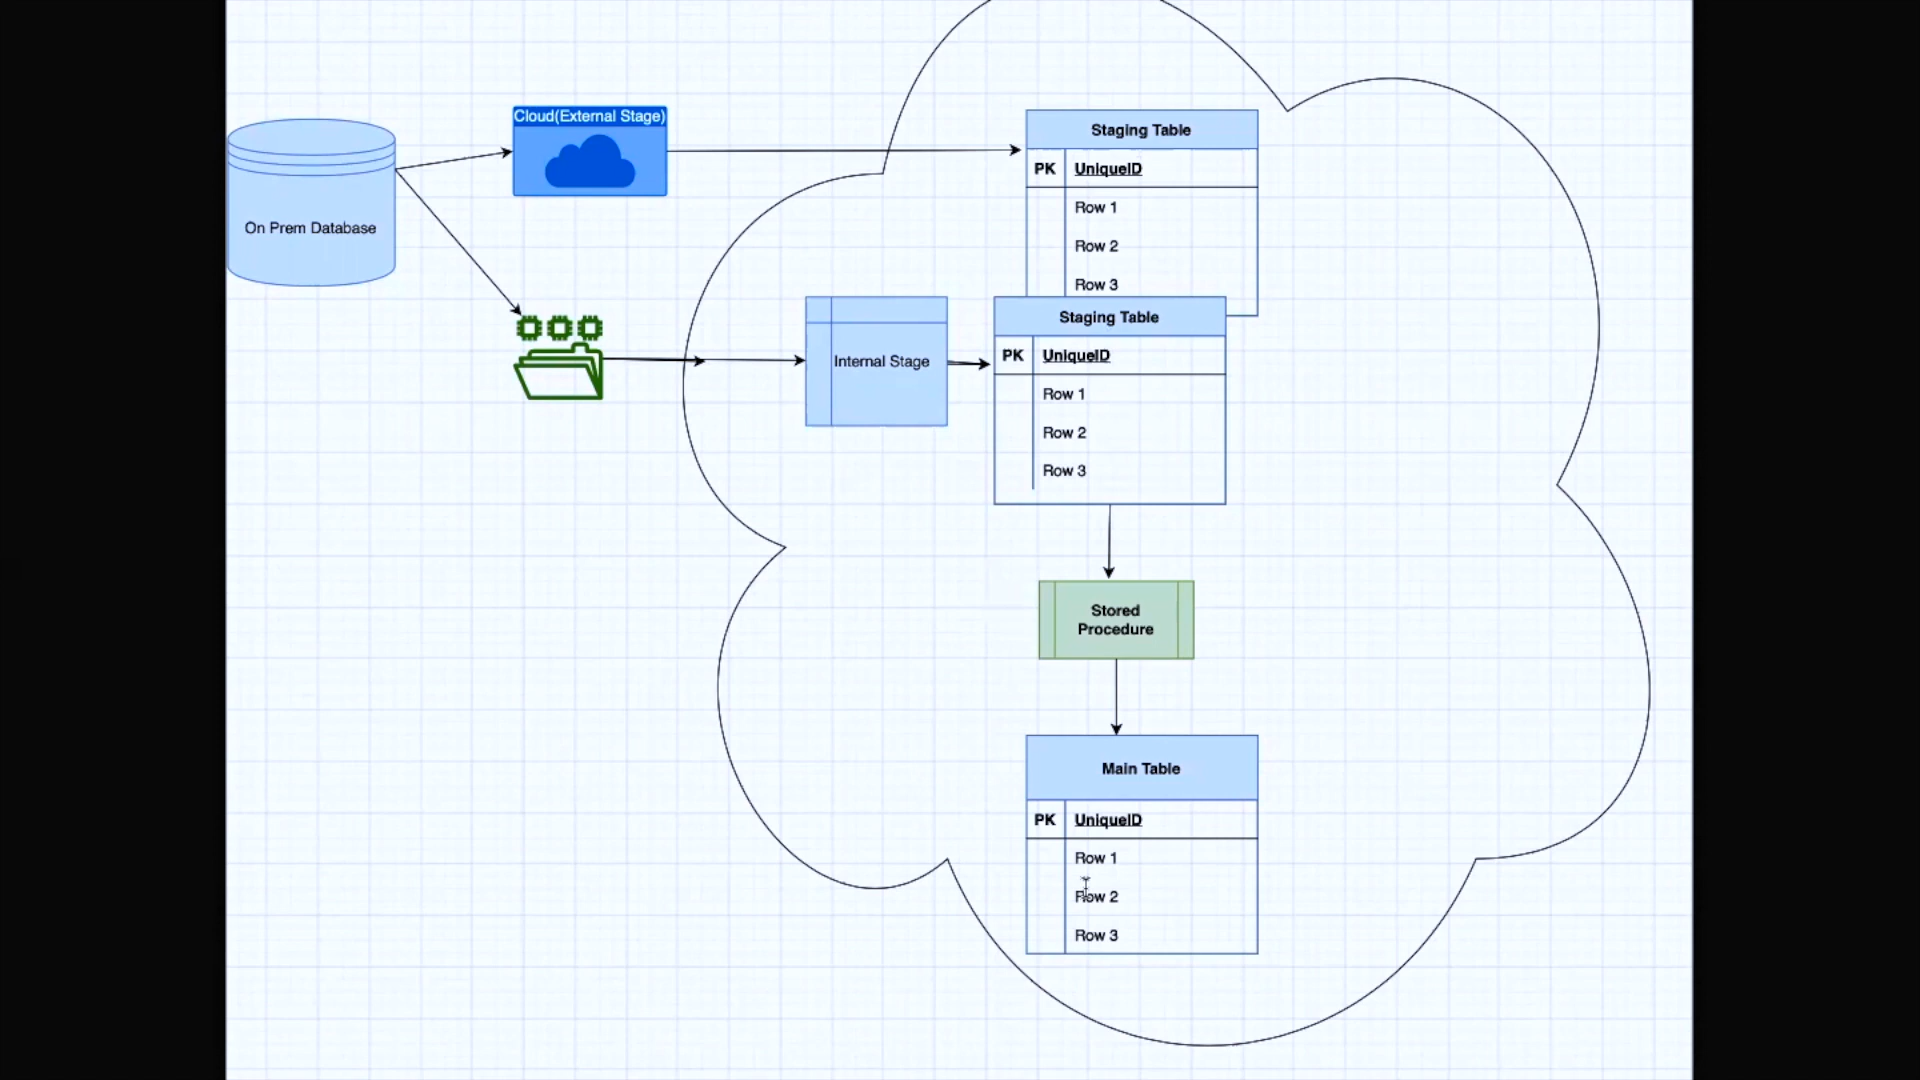 Cloud(External Stage)
On Prem Database
Staging Table
PK UniqueID
Row 1
Row 2
Row 3
Internal Stage
Staging Table
PK UniqueID
Row 1
Row 2
Row 3
Stored
Procedure
Main Table
PK UniqueID
Row 1
Row 2
Row 3